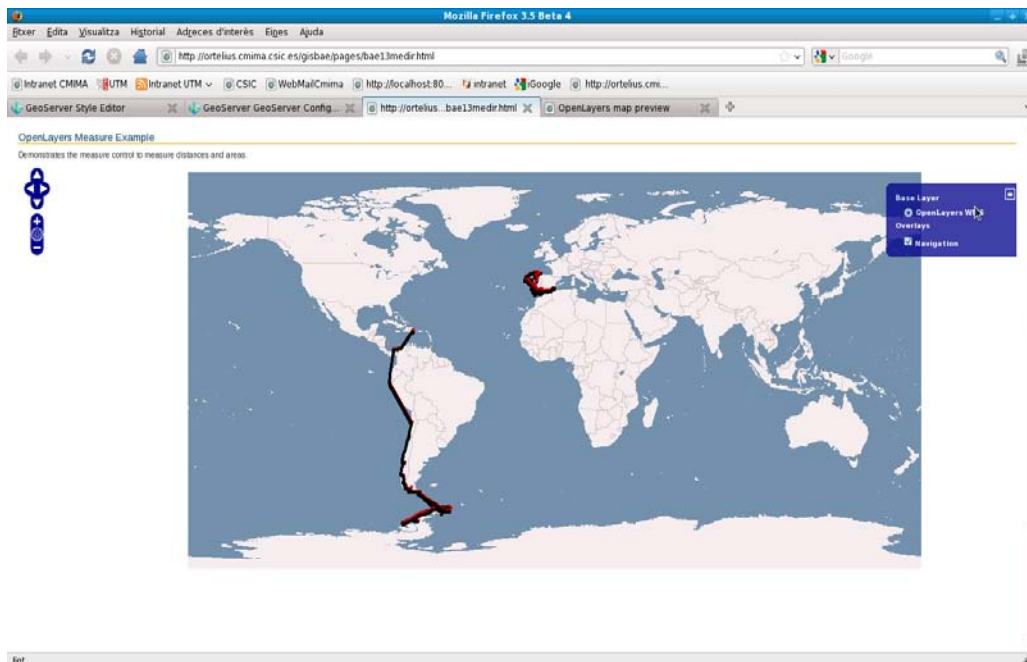 Mozilla Firefox 3.5 Beta 4
Fitxer Edita Visualitza Historial Adreces d'interès Eines Ajuda
http://ortelius.cmima.csic.es/gisbae/pages/bae13medir.html
Google
Intranet CMIMA UTM Intranet UTM CSIC WebMailCmima http://localhost:80... intranet iGoogle http://ortelius.cmi...
GeoServer Style Editor GeoServer GeoServer Config... http://ortelius...bae13medir.html OpenLayers map preview
OpenLayers Measure Example
Demonstrates the measure control to measure distances and areas.
Base Layer
OpenLayers
Overlays
Navigation
Fet